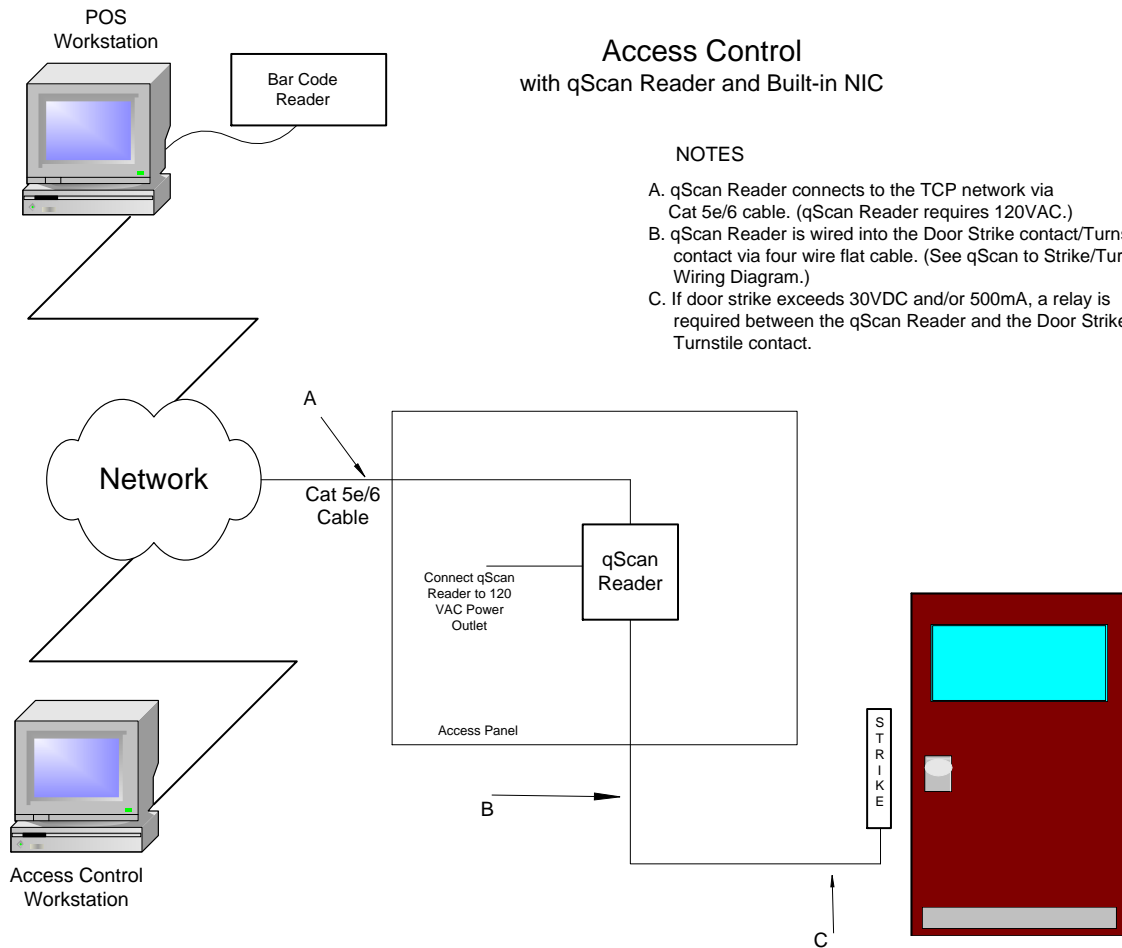 POS
Workstation
Bar Code
Reader
Access Control
with qScan Reader and Built-in NIC
NOTES
A. qScan Reader connects to the TCP network via
Cat 5e/6 cable. (qScan Reader requires 120VAC.)
B. qScan Reader is wired into the Door Strike
contact via four wire flat cable. (See qScan to
Wiring Diagram.)
C. If door strike exceeds 30VDC and/or 500mA, a relay is
required between the qScan Reader and the Door Strike
Turnstile contact.
A
Network
Cat 5e/6
Cable
qScan
Reader
Connect qScan
Reader to 120
VAC Power
Outlet
Access Panel
STRIKE
B
Access Control
Workstation
C